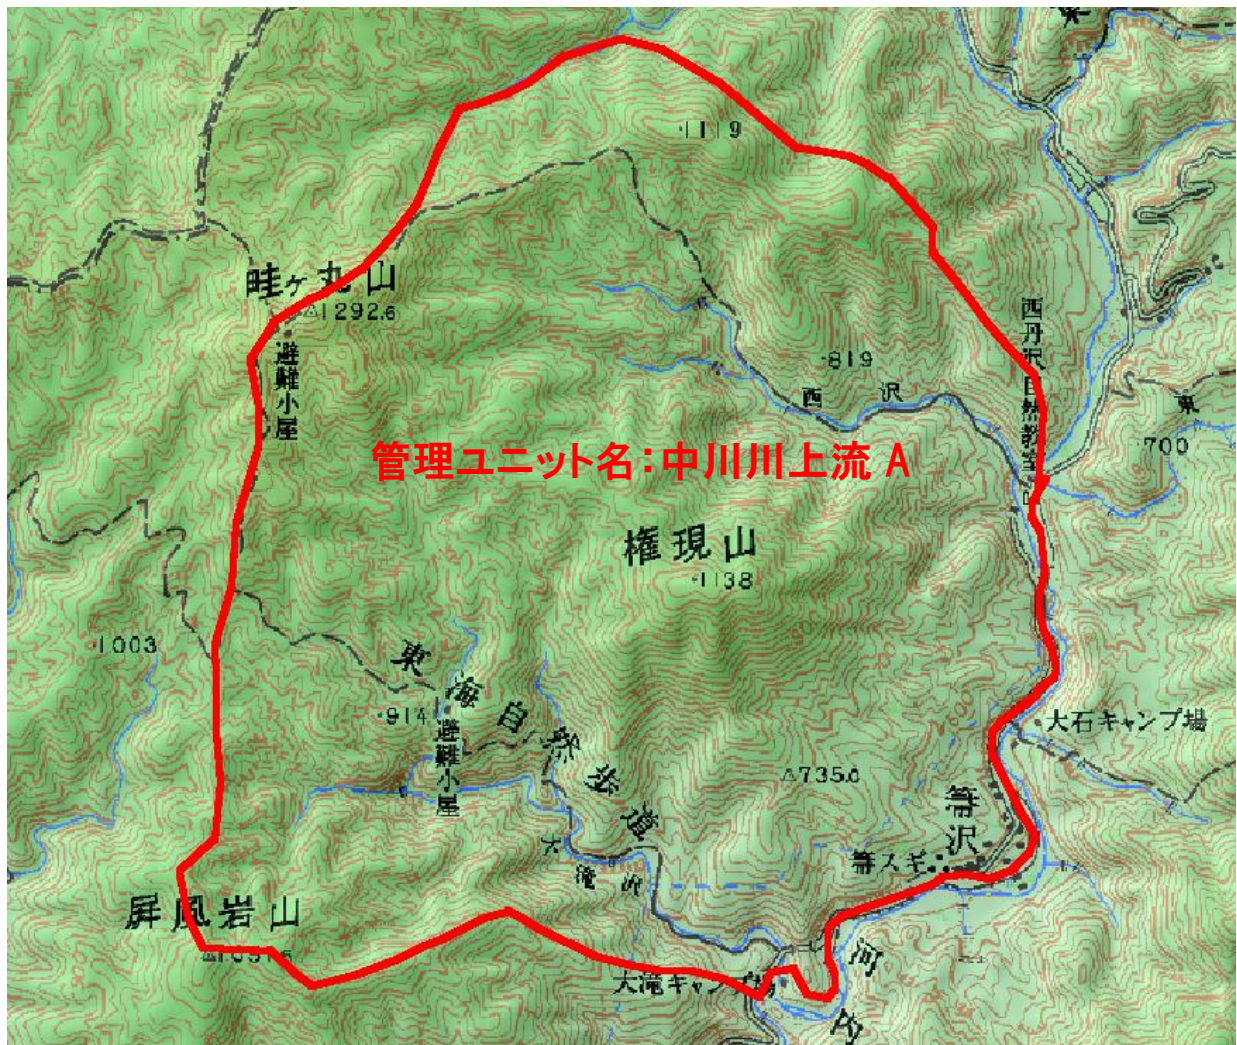 ・1119
畦ヶ丸山
△1292.6
避難小屋
西丹沢自然教室
・819
西沢
東
・700
管理ユニット名：中川川上流 A
権現山
・1138
・1003
東海自然歩道
・914
避難小屋
大石キャンプ場
△735.6
箒沢
箒スギ
大滝沢
屏風岩山
大滝キャンプ場
河内